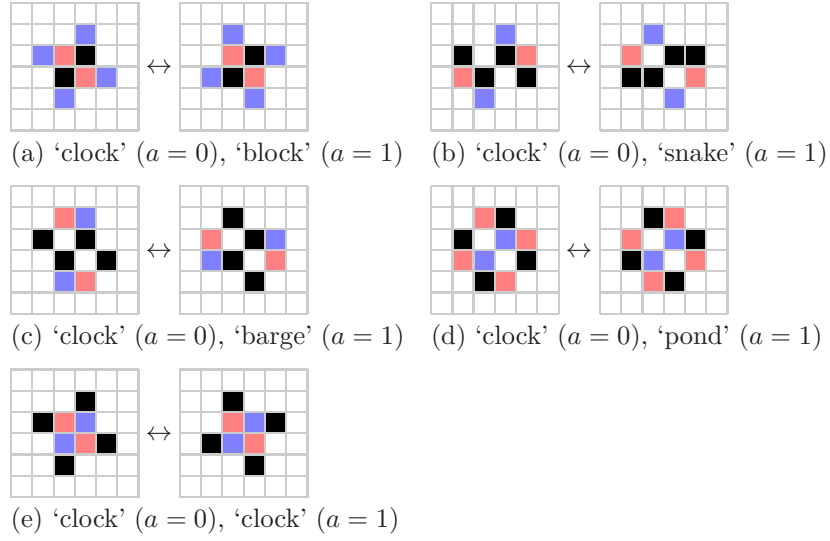 (a) ‘clock’ (a = 0), ‘block’ (a = 1)
(b) ‘clock’ (a = 0), ‘snake’ (a = 1)
(c) ‘clock’ (a = 0), ‘barge’ (a = 1)
(d) ‘clock’ (a = 0), ‘pond’ (a = 1)
(e) ‘clock’ (a = 0), ‘clock’ (a = 1)